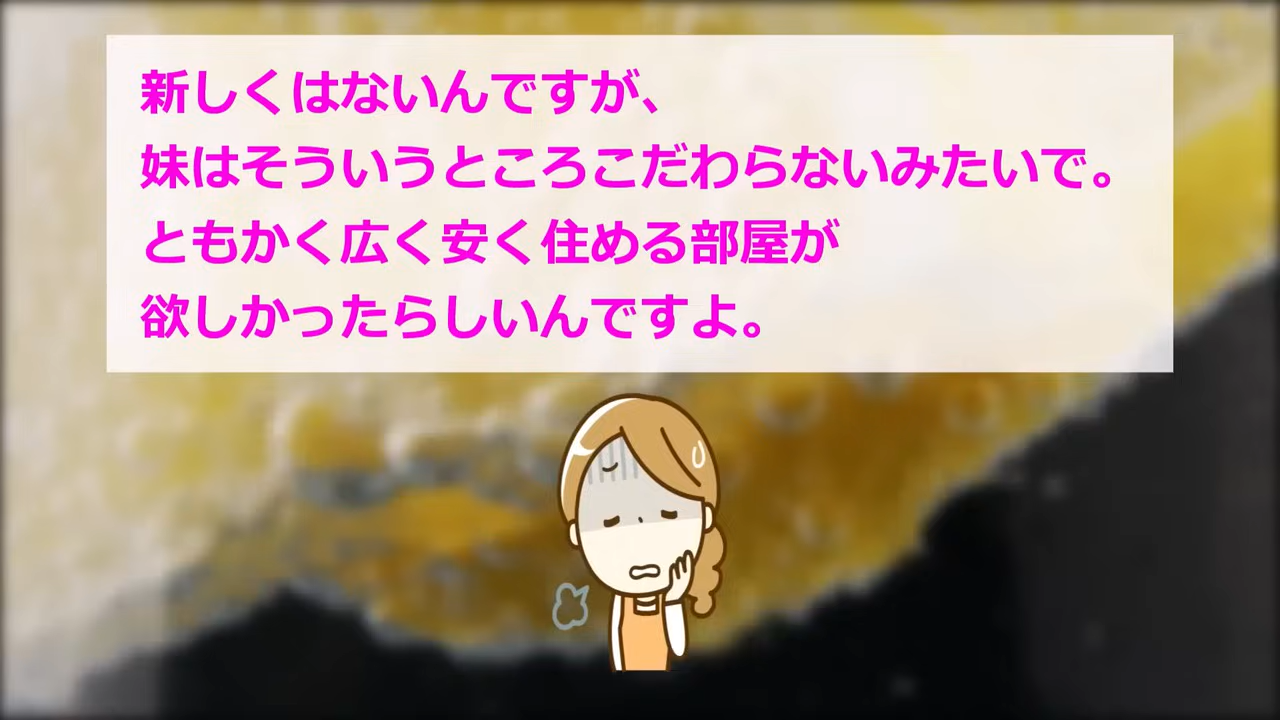 新しくはないんですが、
妹はそういうところこだわらないみたいで。
ともかく広く安く住める部屋が
欲しかったらしいんですよ。